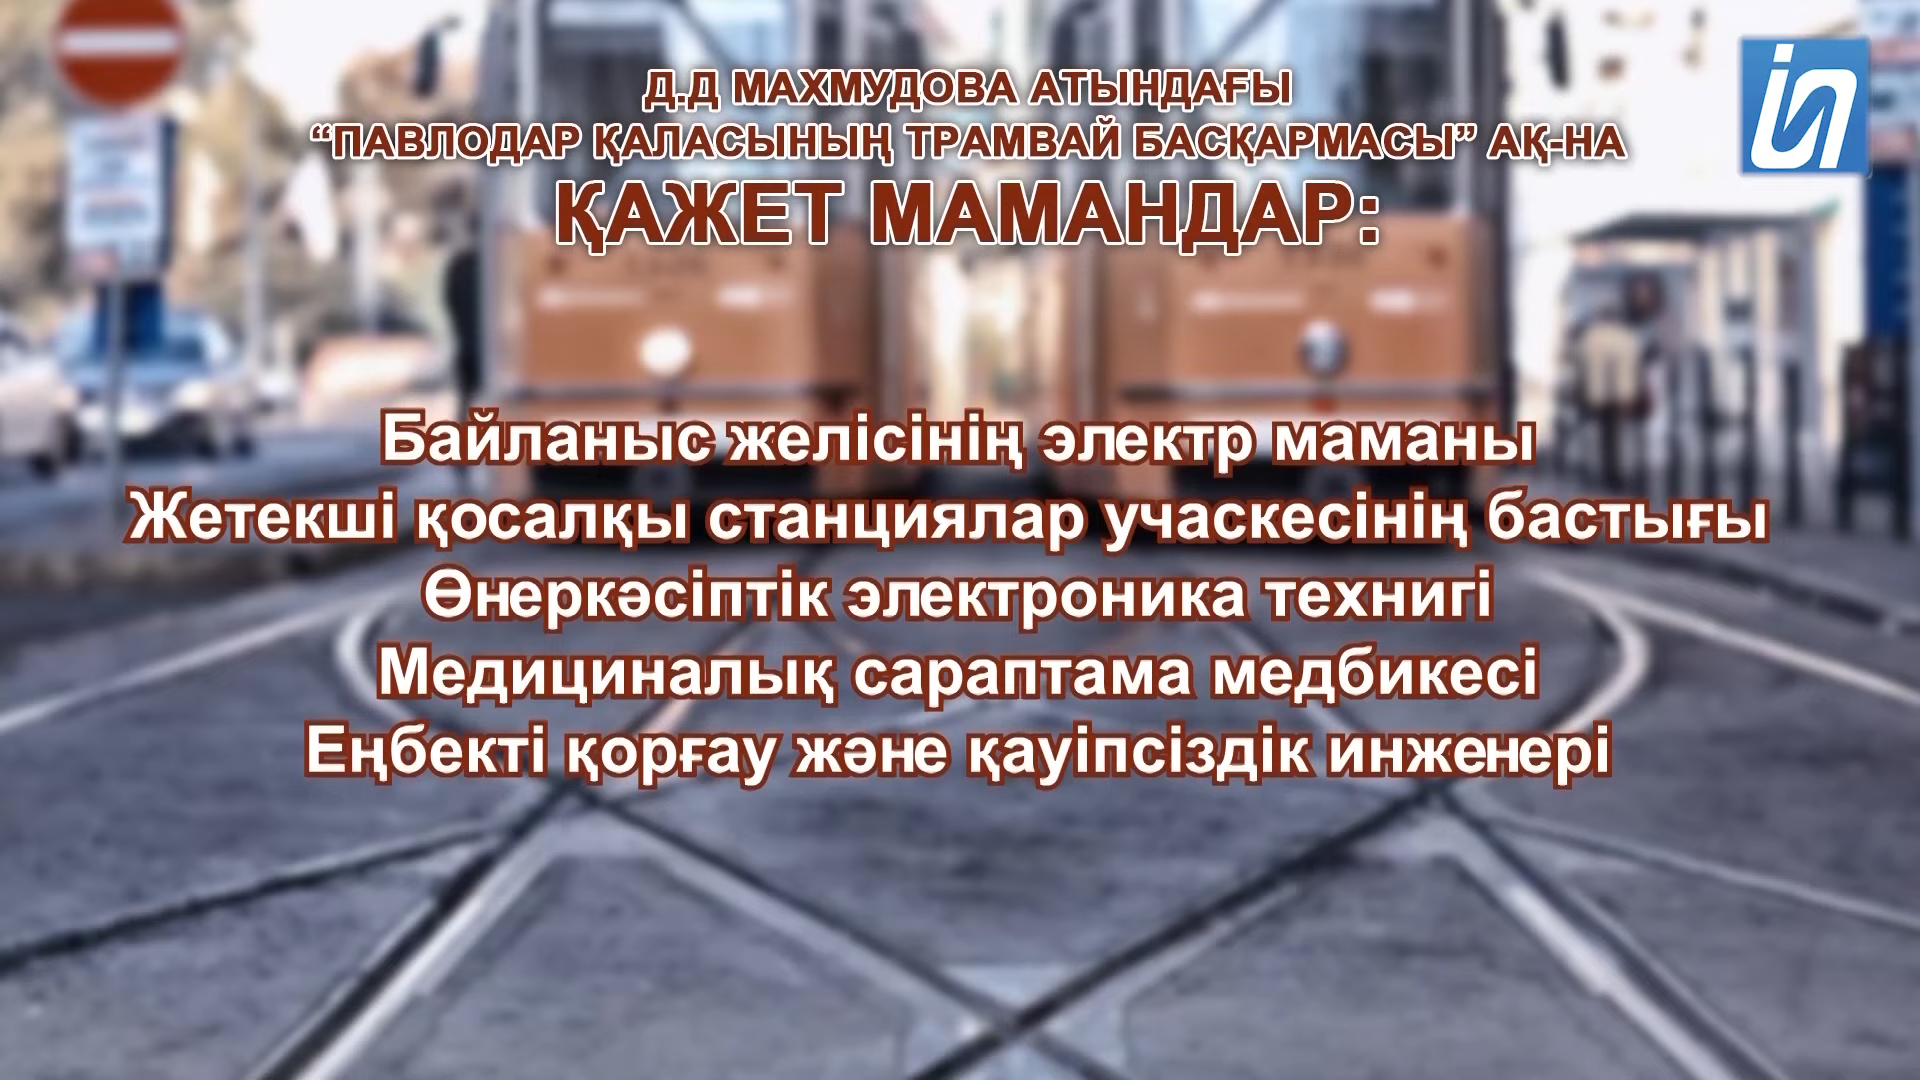 Д.Д МАХМУДОВА АТЫНДАҒЫ
“ПАВЛОДАР ҚАЛАСЫНЫҢ ТРАМВАЙ БАСҚАРМАСЫ” АҚ-НА
ҚАЖЕТ МАМАНДАР:
Байланыс желісінің электр маманы
Жетекші қосалқы станциялар учаскесінің бастығы
Өнеркәсіптік электроника технигі
Медициналық сараптама медбикесі
Еңбекті қорғау және қауіпсіздік инженері